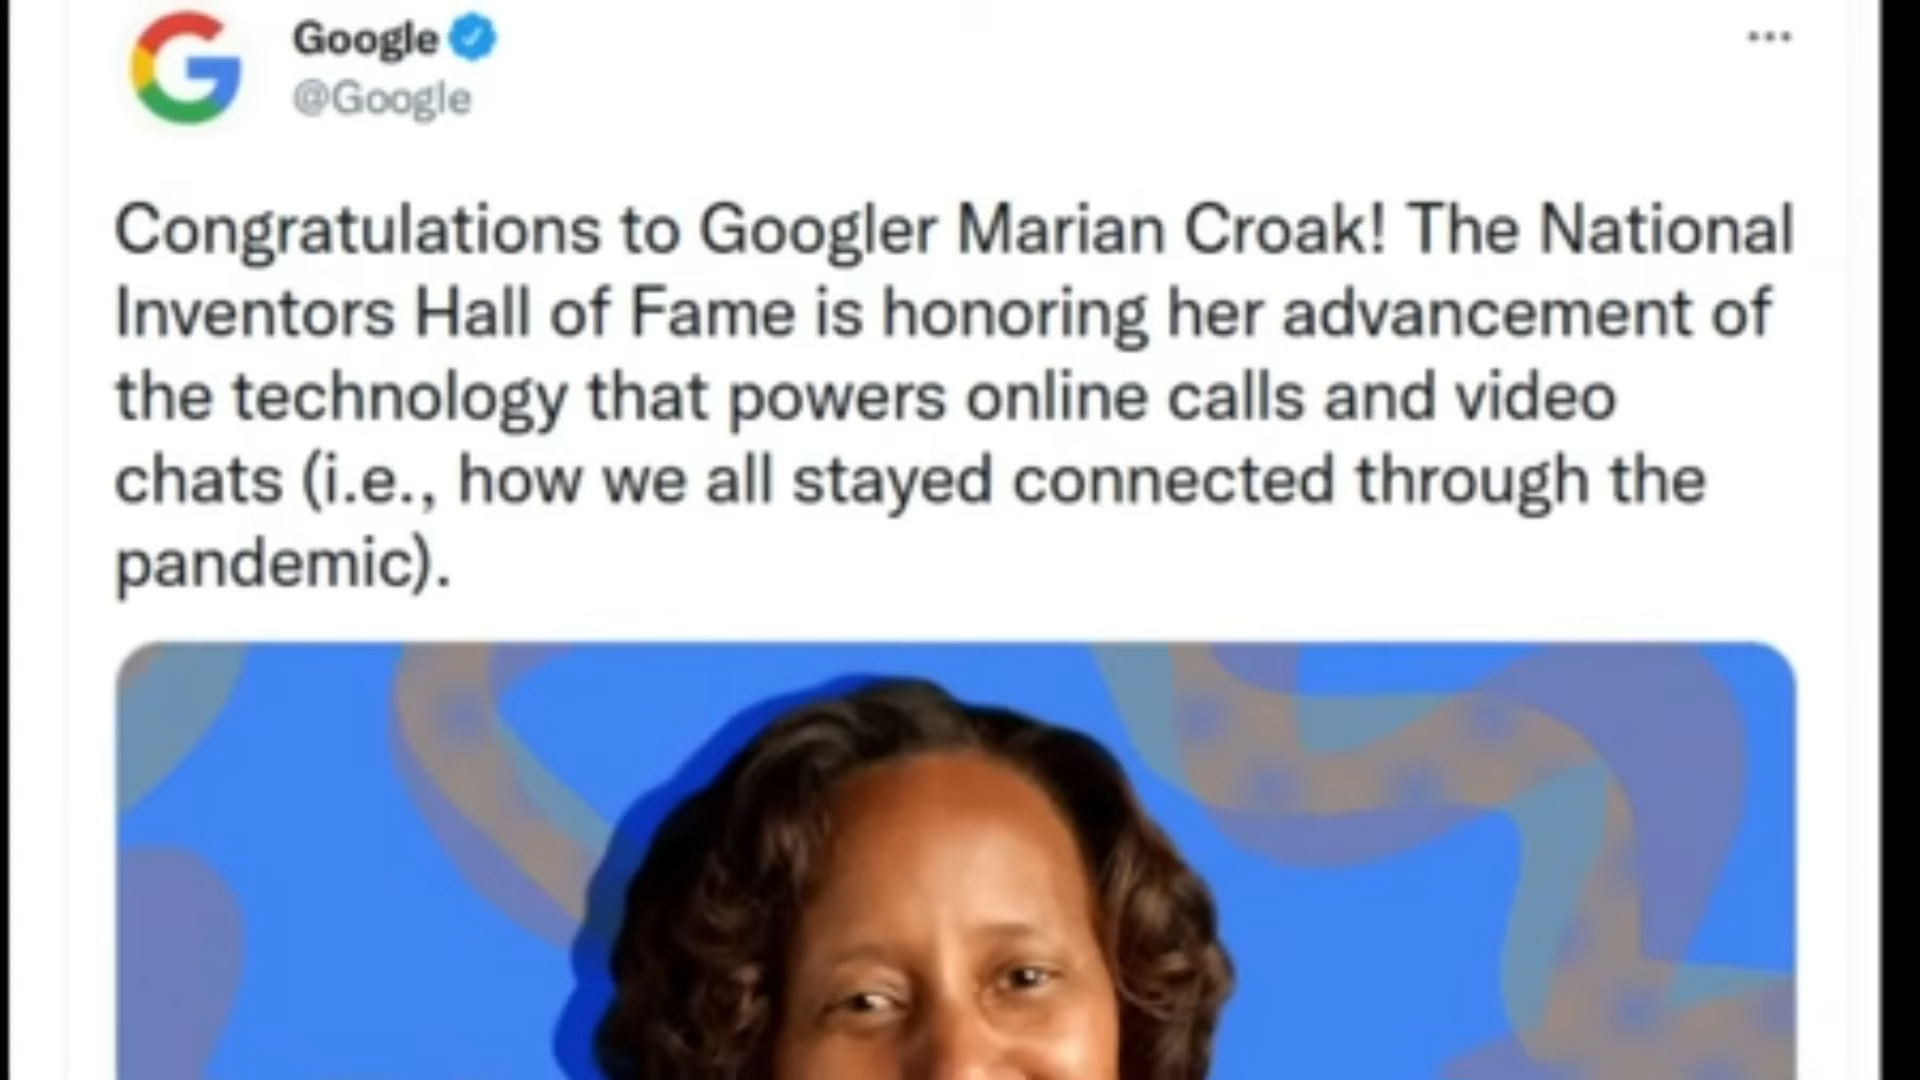 Google
@Google
Congratulations to Googler Marian Croak! The National
Inventors Hall of Fame is honoring her advancement of
the technology that powers online calls and video
chats (i.e., how we all stayed connected through the
pandemic).